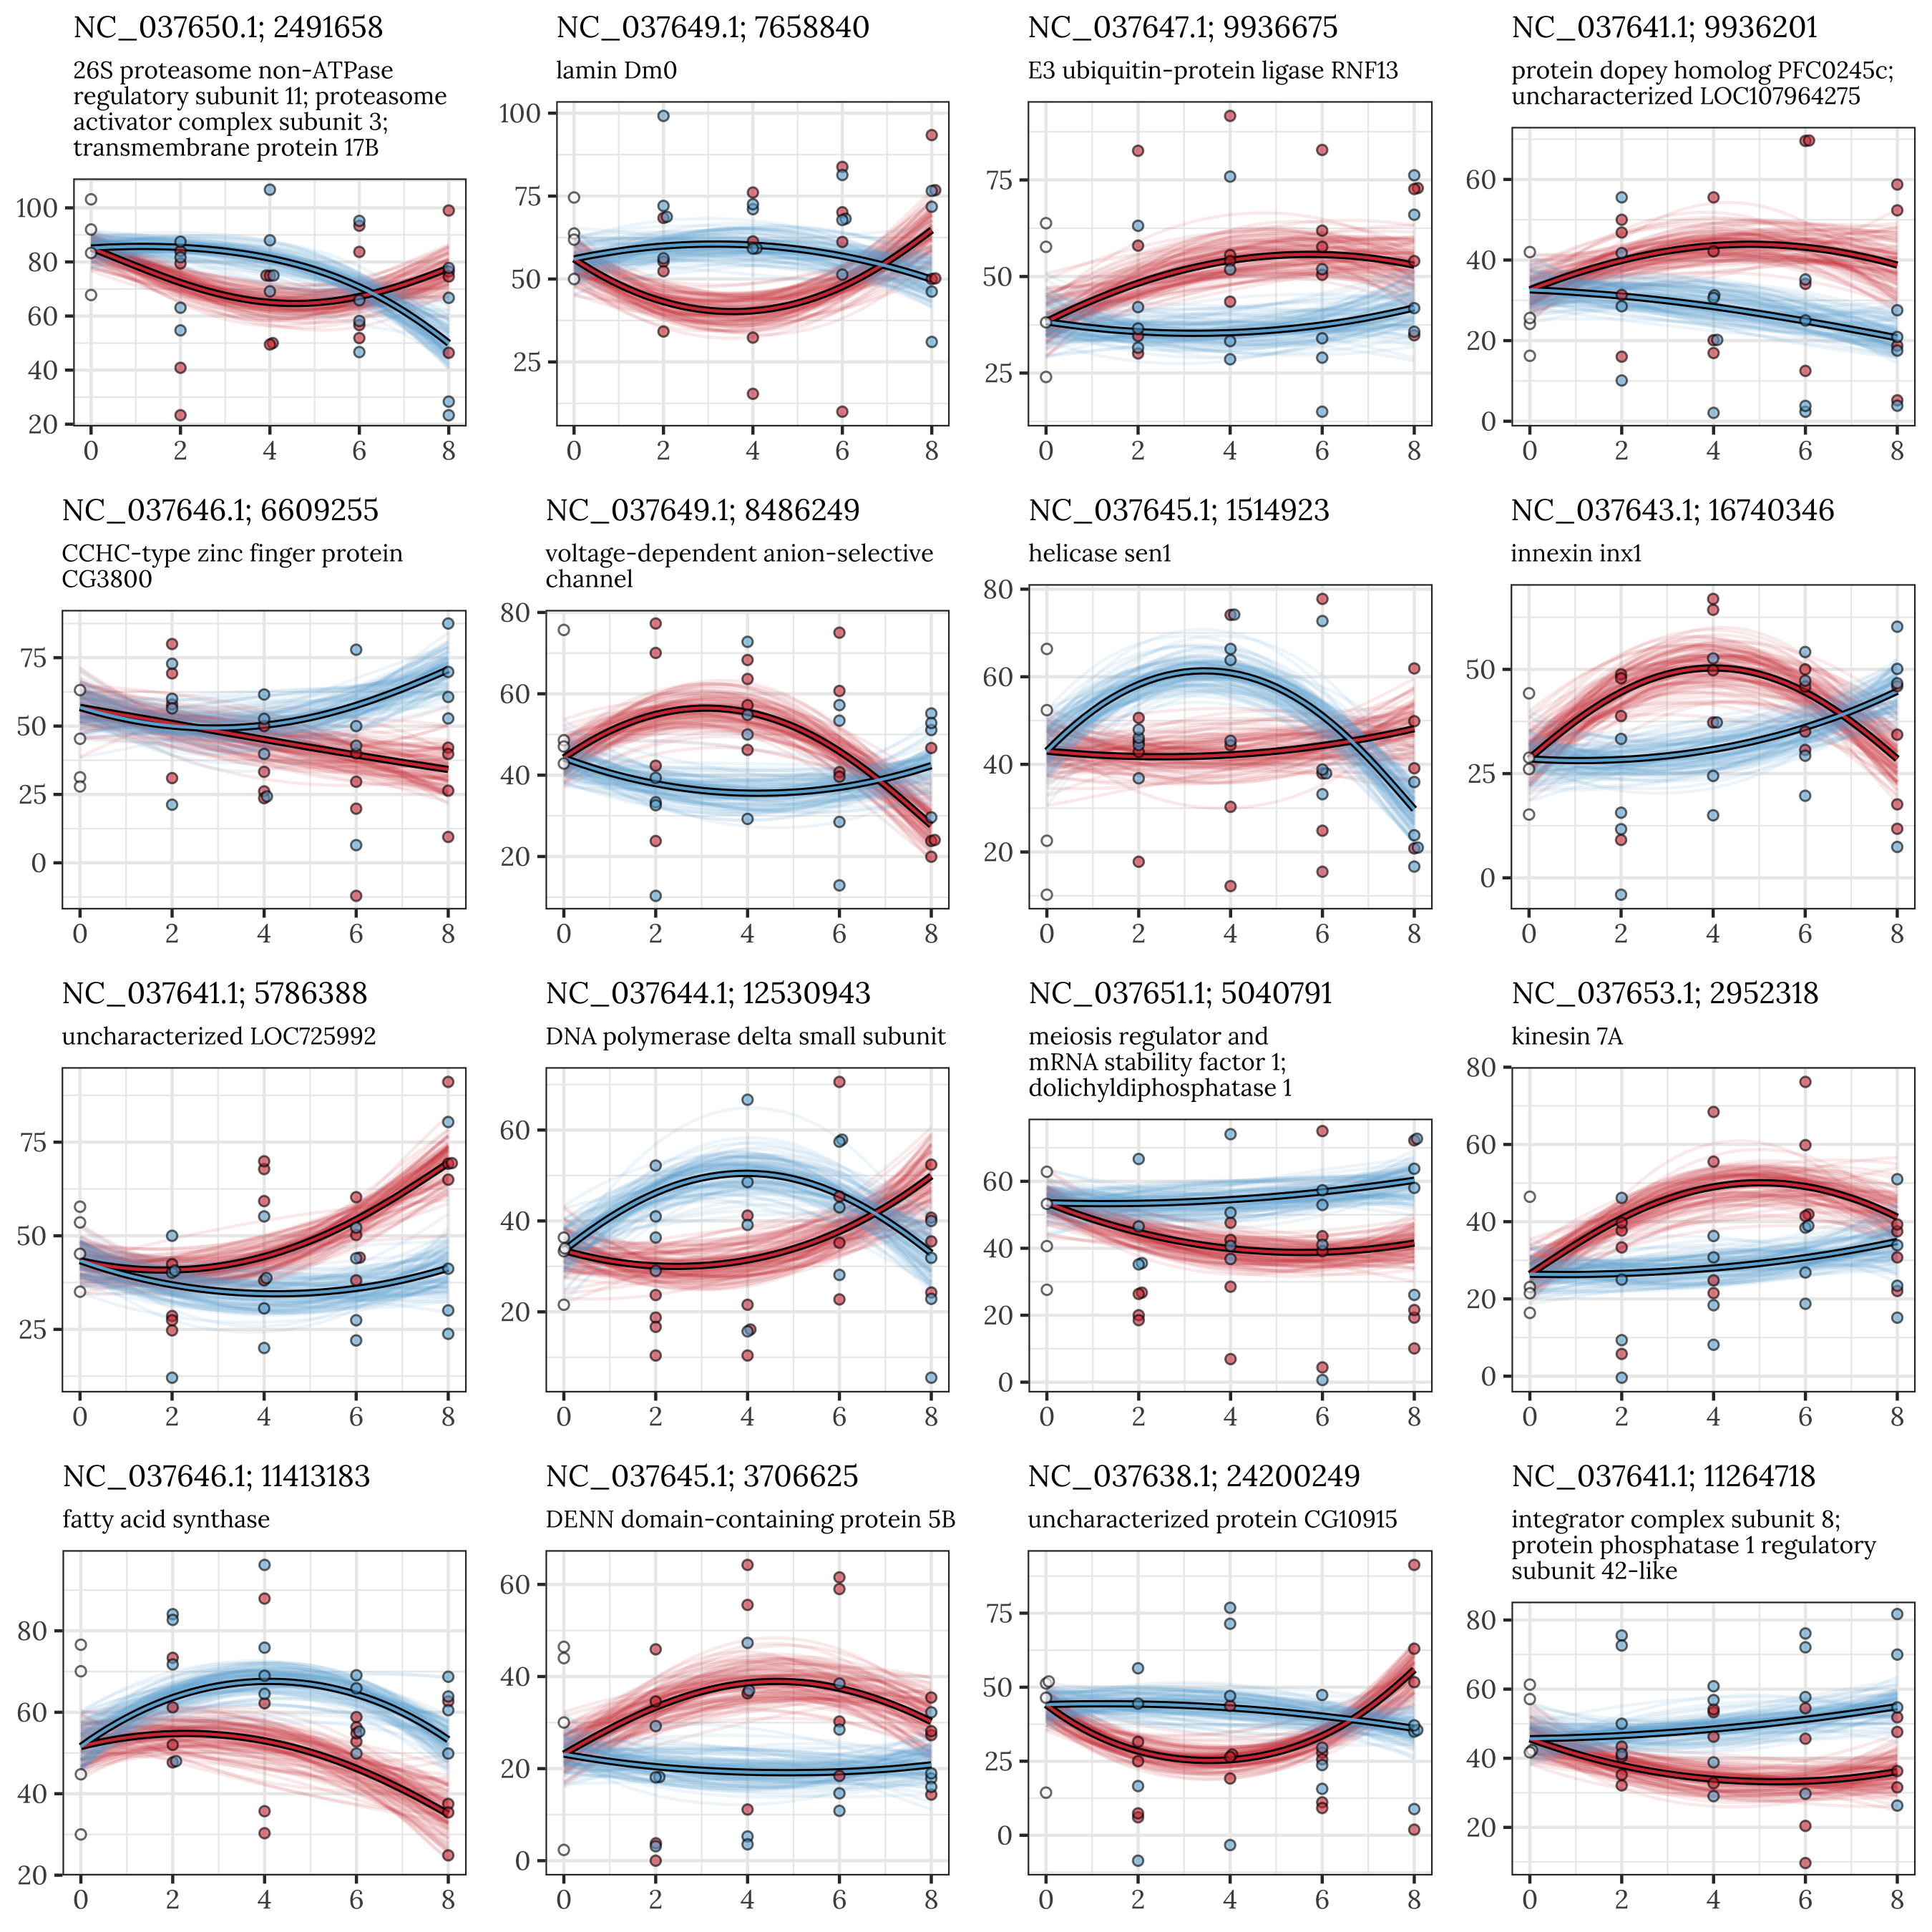 NC_037650.1; 2491658
26S proteasome non-ATPase
regulatory subunit 11; proteasome
activator complex subunit 3;
transmembrane protein 17B
100
80
60
40
20
0 2 4 6 8
NC_037649.1; 7658840
lamin Dm0
100
75
50
25
0 2 4 6 8
NC_037647.1; 9936675
E3 ubiquitin-protein ligase RNF13
75
50
25
0 2 4 6 8
NC_037641.1; 9936201
protein dopey homolog PFC0245c;
uncharacterized LOC107964275
60
40
20
0
0 2 4 6 8
NC_037646.1; 6609255
CCHC-type zinc finger protein
CG3800
75
50
25
0
0 2 4 6 8
NC_037649.1; 8486249
voltage-dependent anion-selective
channel
80
60
40
20
0 2 4 6 8
NC_037645.1; 1514923
helicase sen1
80
60
40
20
0 2 4 6 8
NC_037643.1; 16740346
innexin inx1
50
25
0
0 2 4 6 8
NC_037641.1; 5786388
uncharacterized LOC725992
75
50
25
0 2 4 6 8
NC_037644.1; 12530943
DNA polymerase delta small subunit
60
40
20
0 2 4 6 8
NC_037651.1; 5040791
meiosis regulator and
mRNA stability factor 1;
dolichyldiphosphatase 1
60
40
20
0
0 2 4 6 8
NC_037653.1; 2952318
kinesin 7A
80
60
40
20
0
0 2 4 6 8
NC_037646.1; 11413183
fatty acid synthase
80
60
40
20
0 2 4 6 8
NC_037645.1; 3706625
DENN domain-containing protein 5B
60
40
20
0
0 2 4 6 8
NC_037638.1; 24200249
uncharacterized protein CG10915
75
50
25
0
0 2 4 6 8
NC_037641.1; 11264718
integrator complex subunit 8;
protein phosphatase 1 regulatory
subunit 42-like
80
60
40
20
0 2 4 6 8